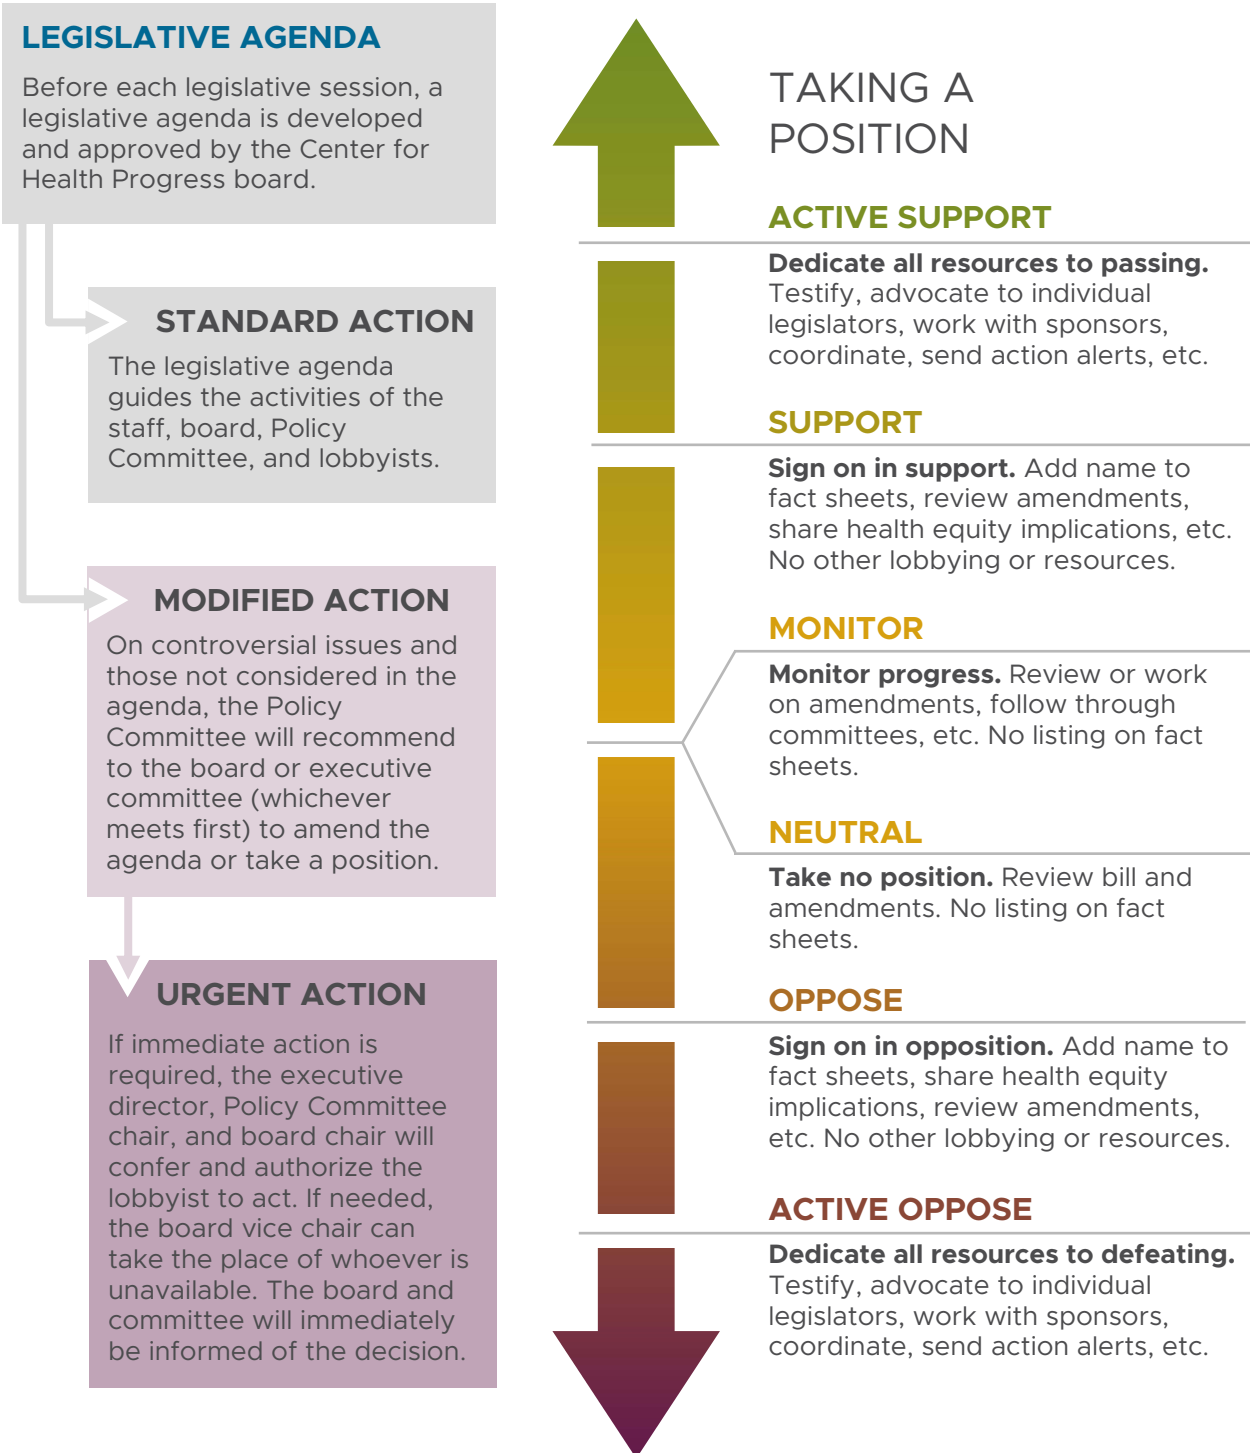 LEGISLATIVE AGENDA
Before each legislative session, a
legislative agenda is developed
and approved by the Center for
Health Progress board.
STANDARD ACTION
The legislative agenda
guides the activities of the
staff, board, Policy
Committee, and lobbyists.
MODIFIED ACTION
On controversial issues and
those not considered in the
agenda, the Policy
Committee will recommend
to the board or executive
committee (whichever
meets first) to amend the
agenda or take a position.
URGENT ACTION
If immediate action is
required, the executive
director, Policy Committee
chair, and board chair will
confer and authorize the
lobbyist to act. If needed,
the board vice chair can
take the place of whoever is
unavailable. The board and
committee will immediately
be informed of the decision.
TAKING A
POSITION
ACTIVE SUPPORT
Dedicate all resources to passing.
Testify, advocate to individual
legislators, work with sponsors,
coordinate, send action alerts, etc.
SUPPORT
Sign on in support. Add name to
fact sheets, review amendments,
share health equity implications, etc.
No other lobbying or resources.
MONITOR
Monitor progress. Review or work
on amendments, follow through
committees, etc. No listing on fact
sheets.
NEUTRAL
Take no position. Review bill and
amendments. No listing on fact
sheets.
OPPOSE
Sign on in opposition. Add name to
fact sheets, share health equity
implications, review amendments,
etc. No other lobbying or resources.
ACTIVE OPPOSE
Dedicate all resources to defeating.
Testify, advocate to individual
legislators, work with sponsors,
coordinate, send action alerts, etc.